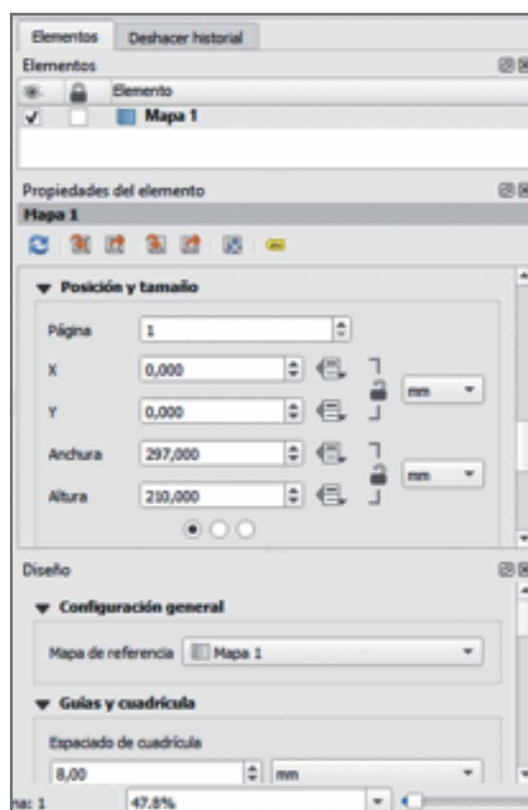 Elementos Deshacer historial
Elementos
Elemento
Mapa 1
Propiedades del elemento
Mapa 1
Posición y tamaño
Página 1
X 0,000 mm
Y 0,000
Anchura 297,000 mm
Altura 210,000
Diseño
Configuración general
Mapa de referencia Mapa 1
Guías y cuadrícula
Espaciado de cuadrícula
8,00 mm
na: 1 47.8%